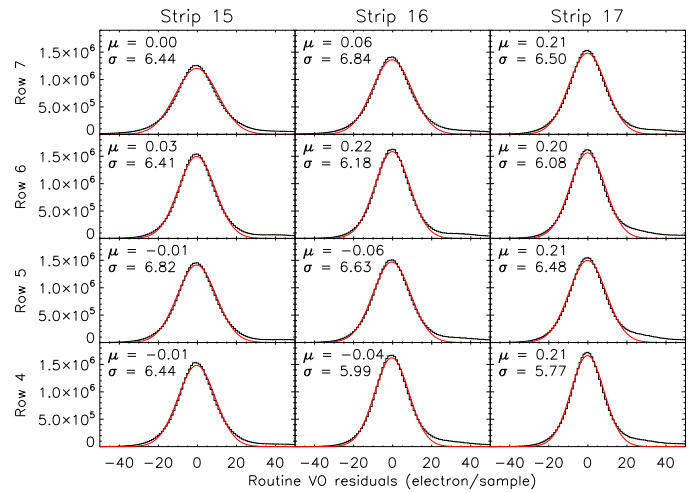 Strip 15 Strip 16 Strip 17
Row 7
1.5×10⁶
1.0×10⁶
5.0×10⁵
0
μ = 0.00
σ = 6.44
μ = 0.06
σ = 6.84
μ = 0.21
σ = 6.50
Row 6
1.5×10⁶
1.0×10⁶
5.0×10⁵
0
μ = 0.03
σ = 6.41
μ = 0.22
σ = 6.18
μ = 0.20
σ = 6.08
Row 5
1.5×10⁶
1.0×10⁶
5.0×10⁵
0
μ = −0.01
σ = 6.82
μ = −0.06
σ = 6.63
μ = 0.21
σ = 6.48
Row 4
1.5×10⁶
1.0×10⁶
5.0×10⁵
0
μ = −0.01
σ = 6.44
μ = −0.04
σ = 5.99
μ = 0.21
σ = 5.77
−40 −20 0 20 40 −40 −20 0 20 40 −40 −20 0 20 40
Routine VO residuals (electron/sample)